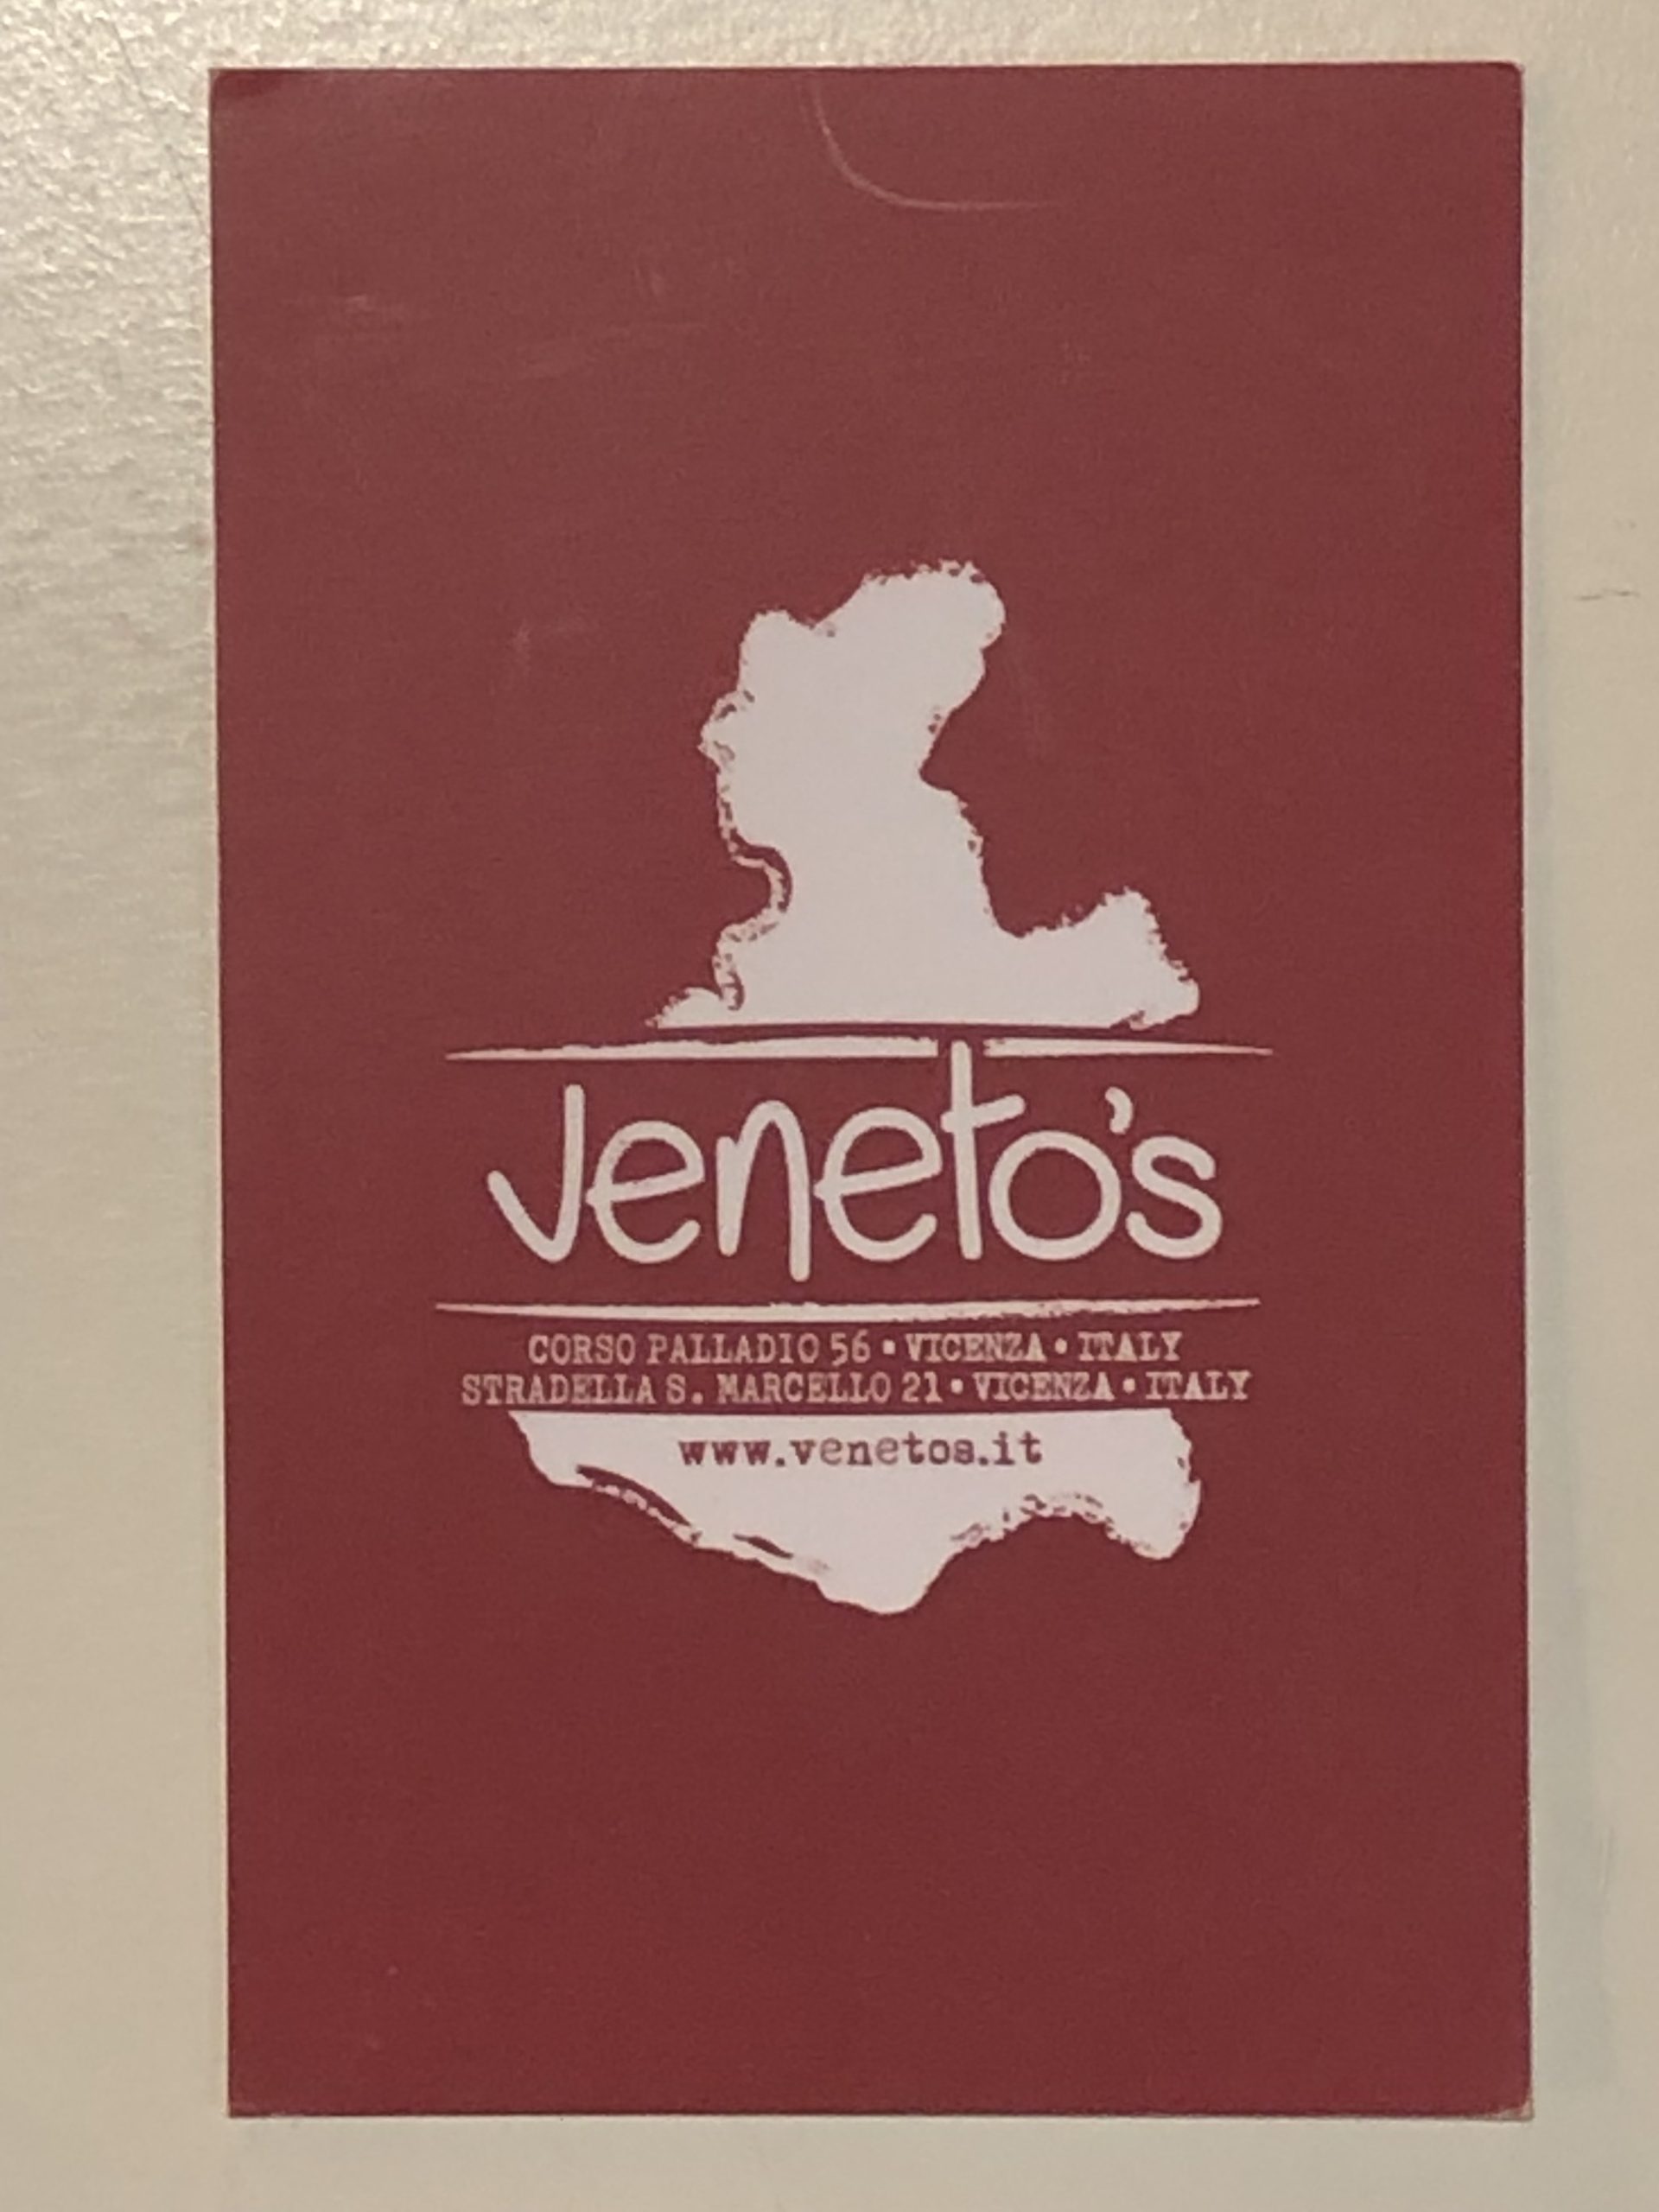 veneto's
CORSO PALLADIO 56 • VICENZA • ITALY
STRADELLA S. MARCELLO 21 • VICENZA • ITALY
www.venetos.it